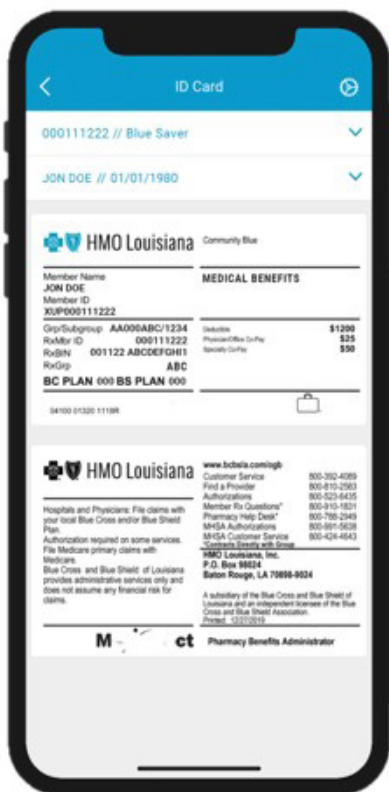 ID Card
000111222 // Blue Saver
JON DOE // 01/01/1980
HMO Louisiana
Community Blue
Member Name
JON DOE
Member ID
XUP000111222
MEDICAL BENEFITS
Grp/Subgroup AA000ABC/1234
RxMbr ID 000111222
RxBIN 001122 ABCDEFGHI1
RxGrp ABC
BC PLAN 000 BS PLAN 000
Deductible $1200
Physician/Office Co-Pay $25
Specialty Co-Pay $50
04100 01320 1119R
HMO Louisiana
Hospitals and Physicians: File claims with
your local Blue Cross and/or Blue Shield
Plan.
Authorization required on some services.
File Medicare primary claims with
Medicare.
Blue Cross and Blue Shield of Louisiana
provides administrative services only and
does not assume any financial risk for
claims.
www.bcbsla.com/ogb
Customer Service 800-392-4089
Find a Provider 800-810-2583
Authorizations 800-523-6435
Member Rx Questions* 800-910-1831
Pharmacy Help Desk* 800-788-2949
MHSA Authorizations 800-991-5638
MHSA Customer Service 800-424-4643
*Contracts Directly with Group
HMO Louisiana, Inc.
P.O. Box 98024
Baton Rouge, LA 70898-9024
A subsidiary of the Blue Cross and Blue Shield of
Louisiana and an independent licensee of the Blue
Cross and Blue Shield Association.
Printed: 12/27/2019
M ct
Pharmacy Benefits Administrator